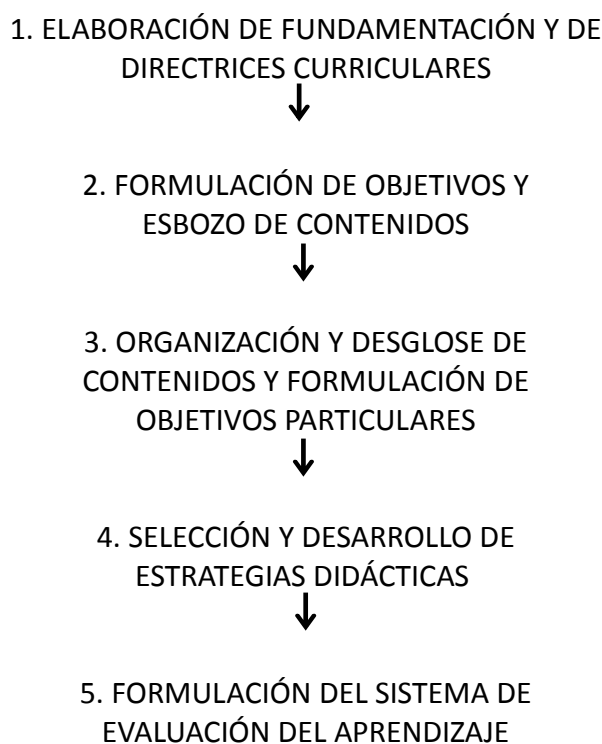 1. ELABORACIÓN DE FUNDAMENTACIÓN Y DE
DIRECTRICES CURRICULARES
2. FORMULACIÓN DE OBJETIVOS Y
ESBOZO DE CONTENIDOS
3. ORGANIZACIÓN Y DESGLOSE DE
CONTENIDOS Y FORMULACIÓN DE
OBJETIVOS PARTICULARES
4. SELECCIÓN Y DESARROLLO DE
ESTRATEGIAS DIDÁCTICAS
5. FORMULACIÓN DEL SISTEMA DE
EVALUACIÓN DEL APRENDIZAJE